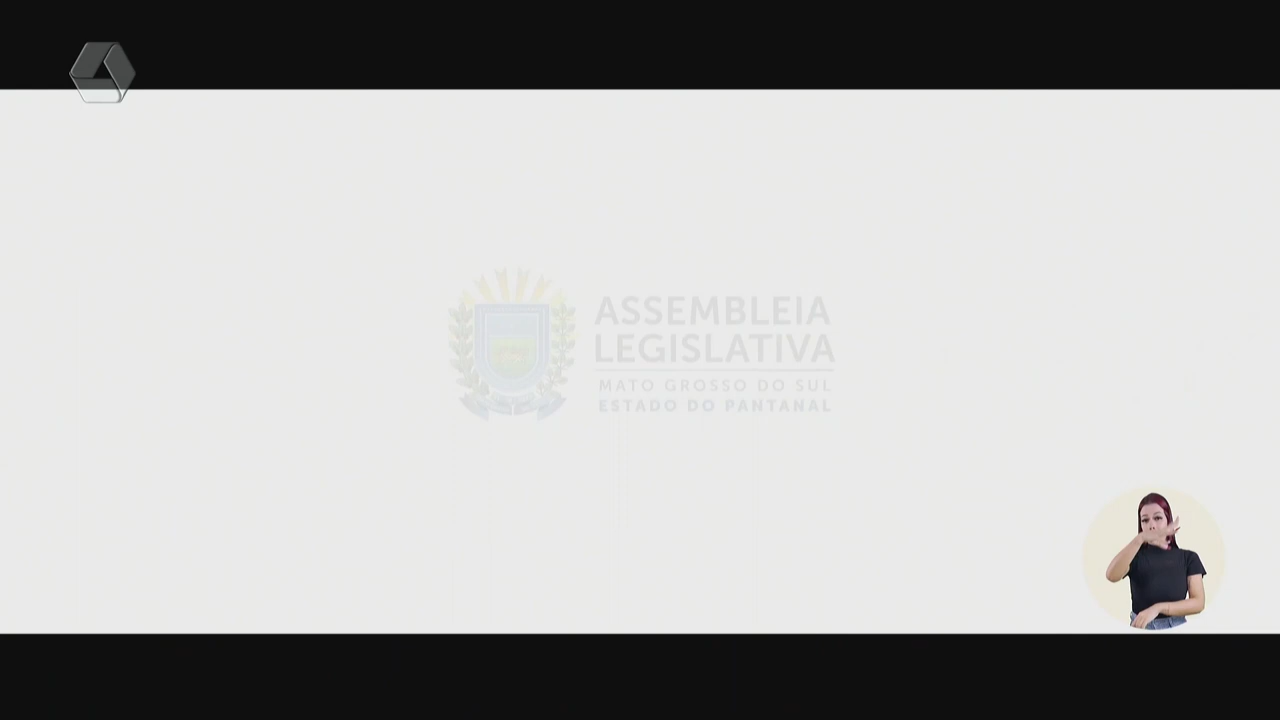 ASSEMBLEIA
LEGISLATIVA
MATO GROSSO DO SUL
ESTADO DO PANTANAL